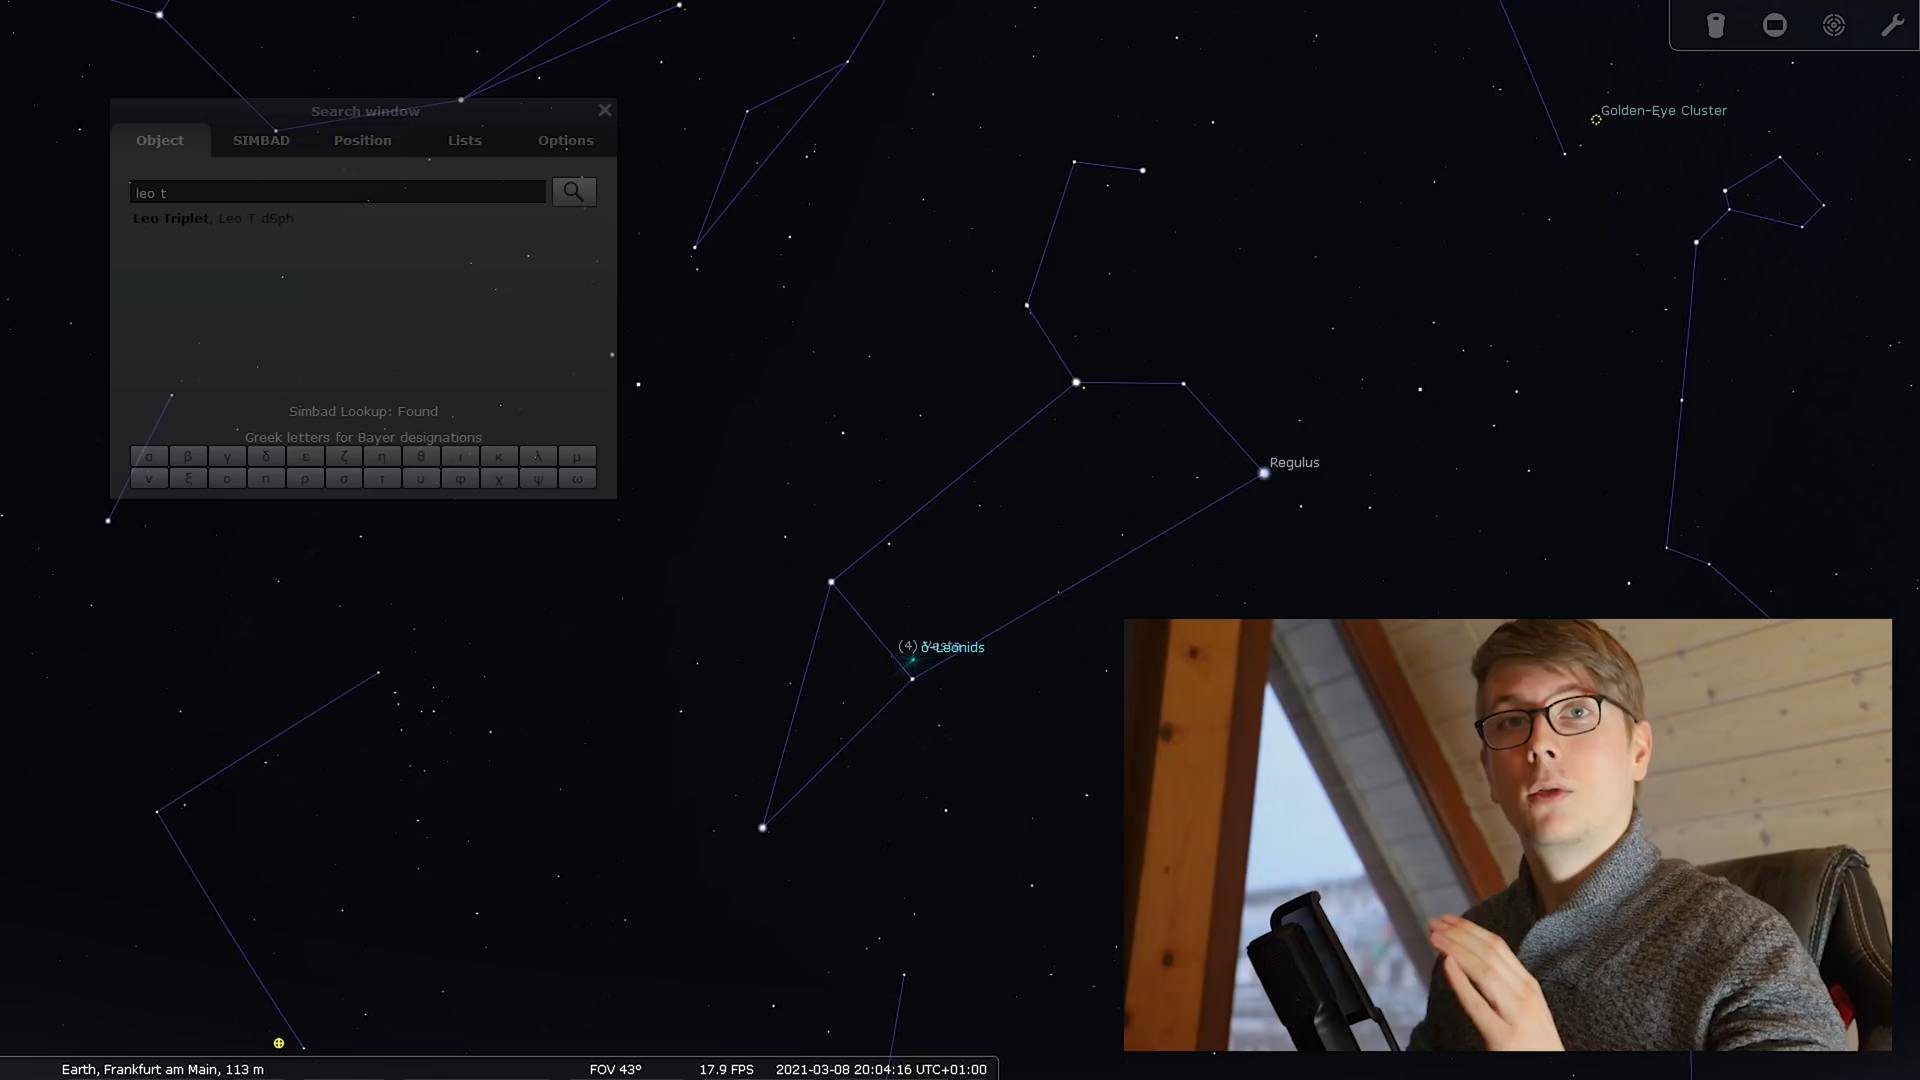 Golden-Eye Cluster
Search window
Object SIMBAD Position Lists Options
leo t
Leo Triplet, Leo T dSph
Simbad Lookup: Found
Greek letters for Bayer designations
α β γ δ ε ζ η θ ι κ λ μ
ν ξ ο π ρ σ τ υ φ χ ψ ω
Regulus
(4) Vesta
δ-Leonids
Earth, Frankfurt am Main, 113 m FOV 43° 17.9 FPS 2021-03-08 20:04:16 UTC+01:00